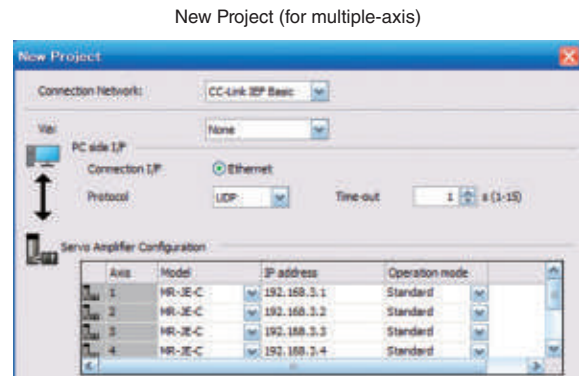 New Project (for multiple-axis)
New Project
Connection Network: CC-Link IEF Basic
Via: None
PC side I/F
Connection I/F Ethernet
Protocol UDP Time-out 1 s (1-15)
Servo Amplifier Configuration
Axis Model IP address Operation mode
1 MR-JE-C 192.168.3.1 Standard
2 MR-JE-C 192.168.3.2 Standard
3 MR-JE-C 192.168.3.3 Standard
4 MR-JE-C 192.168.3.4 Standard